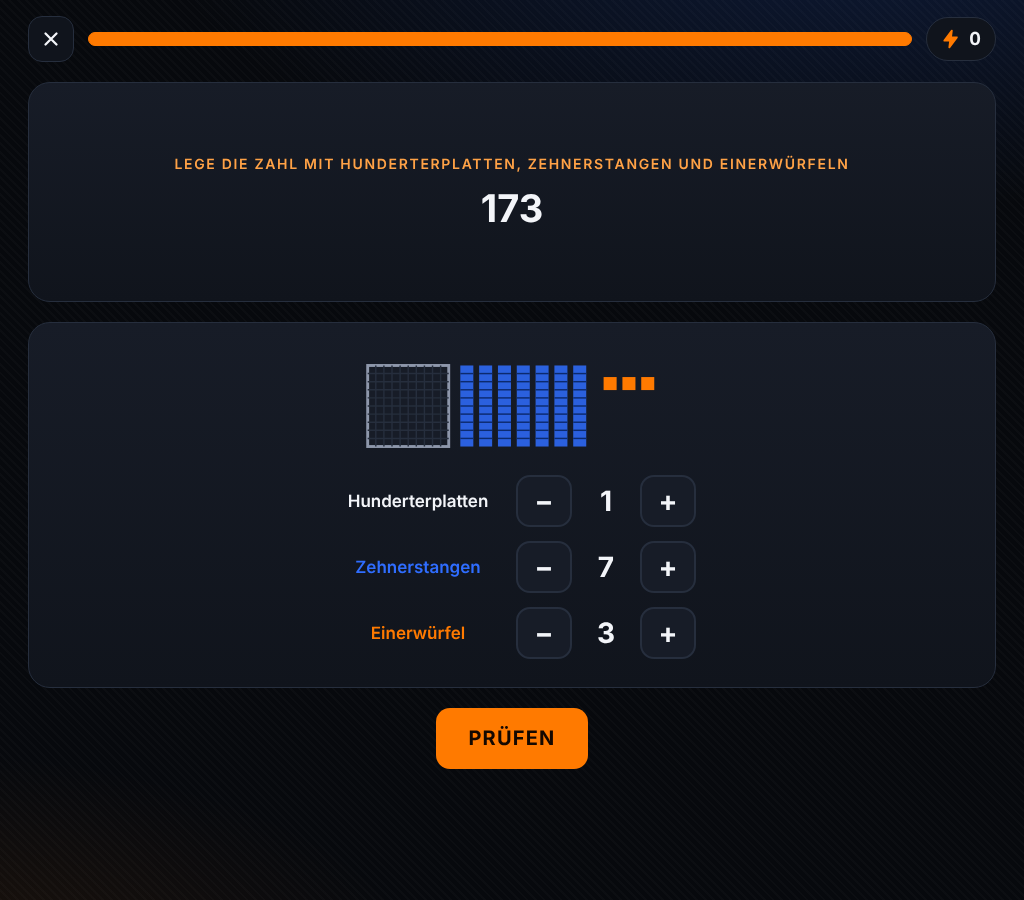 0
LEGE DIE ZAHL MIT HUNDERTERPLATTEN, ZEHNERSTANGEN UND EINERWÜRFELN
173
Hunderterplatten − 1 +
Zehnerstangen − 7 +
Einerwürfel − 3 +
PRÜFEN